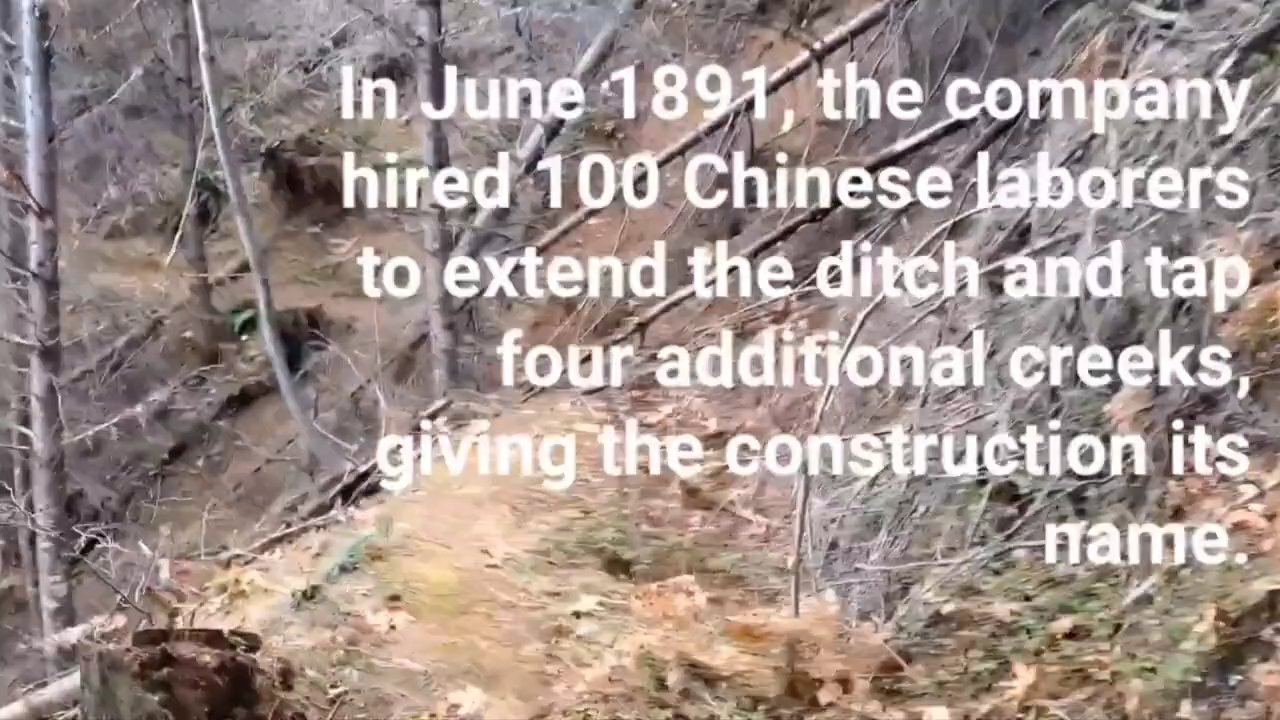 In June 1891, the company
hired 100 Chinese laborers
to extend the ditch and tap
four additional creeks,
giving the construction its
name.